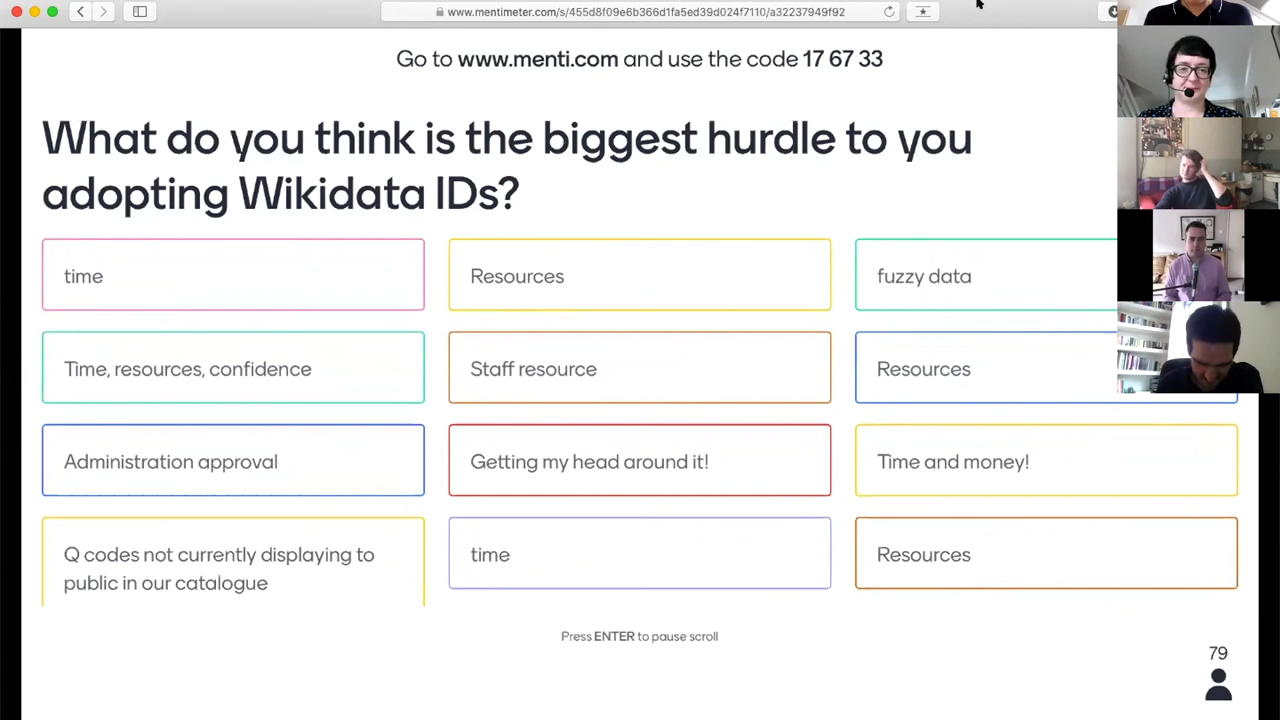 www.mentimeter.com/s/455d8f09e6b366d1fa5ed39d024f7110/a32237949f92
Go to www.menti.com and use the code 17 67 33
What do you think is the biggest hurdle to you
adopting Wikidata IDs?
time
Resources
fuzzy data
Time, resources, confidence
Staff resource
Resources
Administration approval
Getting my head around it!
Time and money!
Q codes not currently displaying to
public in our catalogue
time
Resources
Press ENTER to pause scroll
79